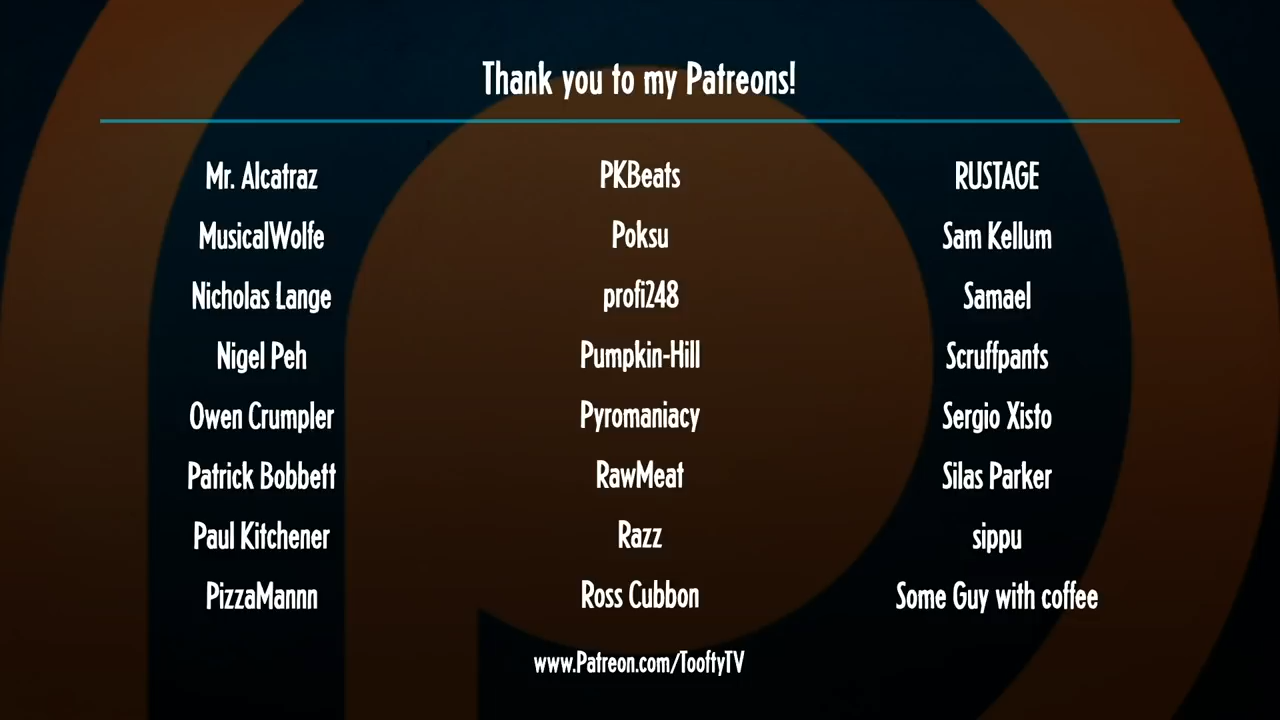 Thank you to my Patreons!
Mr. Alcatraz
MusicalWolfe
Nicholas Lange
Nigel Peh
Owen Crumpler
Patrick Bobbett
Paul Kitchener
PizzaMannn
PKBeats
Poksu
profi248
Pumpkin-Hill
Pyromaniacy
RawMeat
Razz
Ross Cubbon
RUSTAGE
Sam Kellum
Samael
Scruffpants
Sergio Xisto
Silas Parker
sippu
Some Guy with coffee
www.Patreon.com/TooftyTV